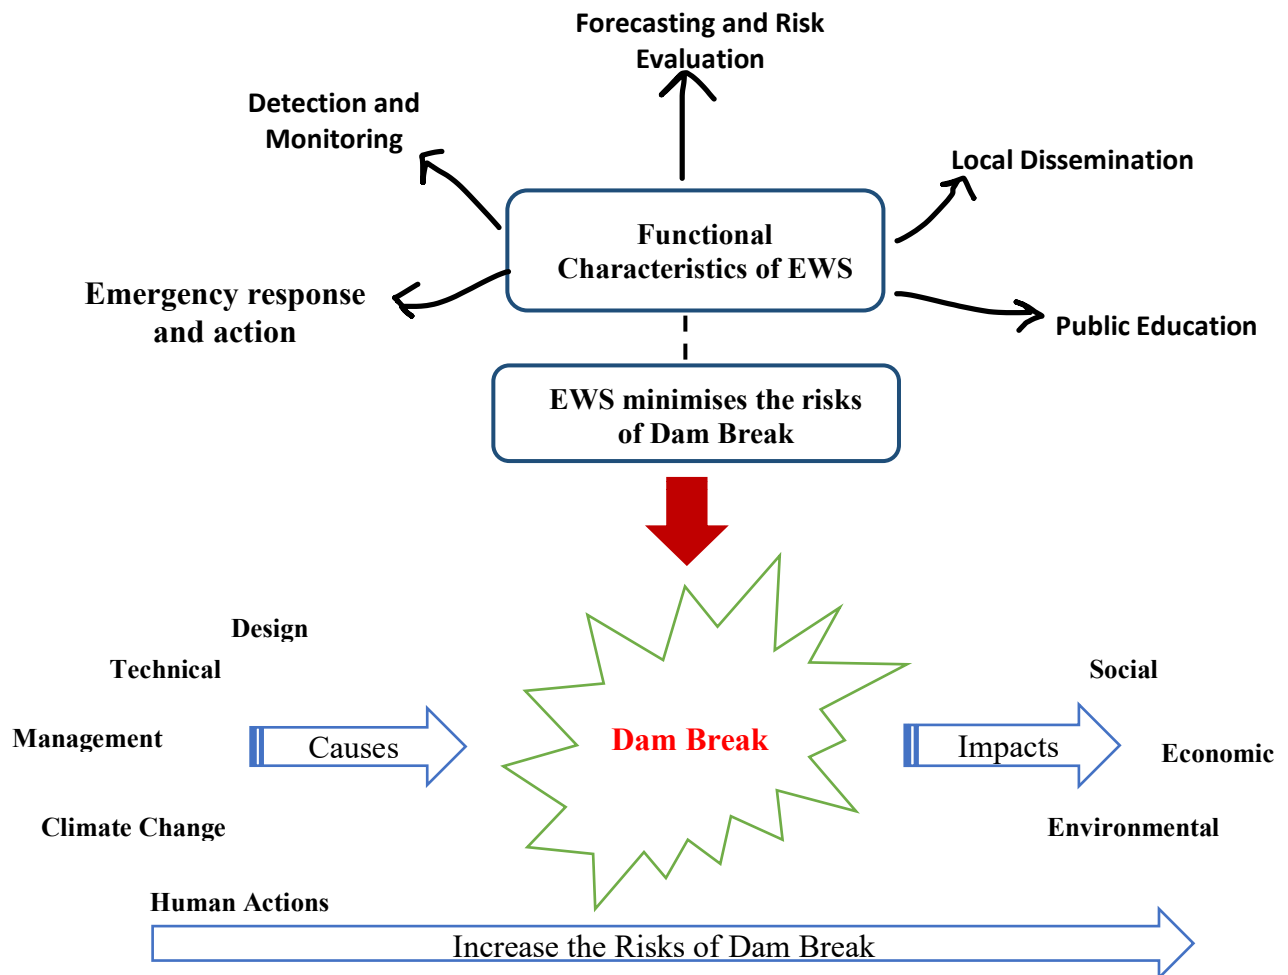 Forecasting and Risk
Evaluation
Detection and
Monitoring
Local Dissemination
Functional
Characteristics of EWS
Emergency response
and action
Public Education
EWS minimises the risks
of Dam Break
Design
Technical
Management
Climate Change
Human Actions
Causes
Dam Break
Impacts
Social
Economic
Environmental
Increase the Risks of Dam Break